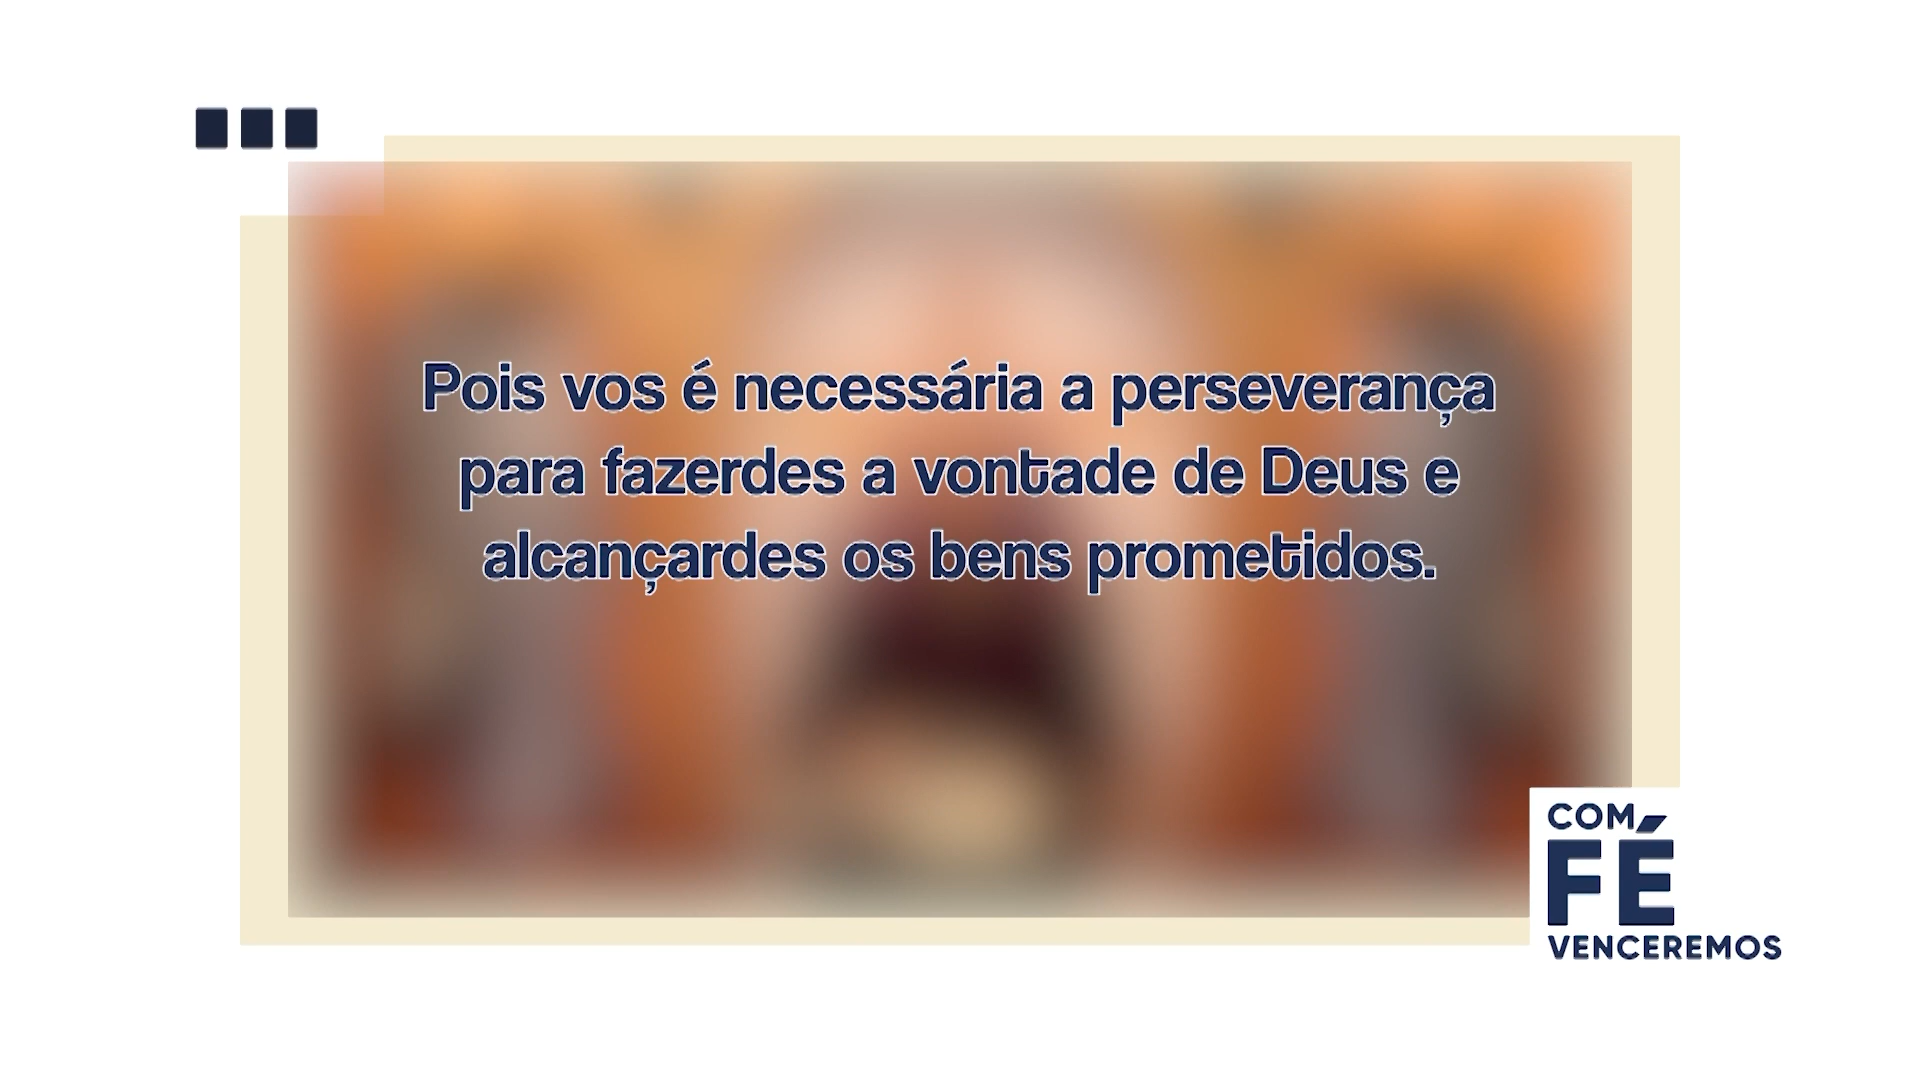 Pois vos é necessária a perseverança
para fazerdes a vontade de Deus e
alcançardes os bens prometidos.
COM
FÉ
VENCEREMOS